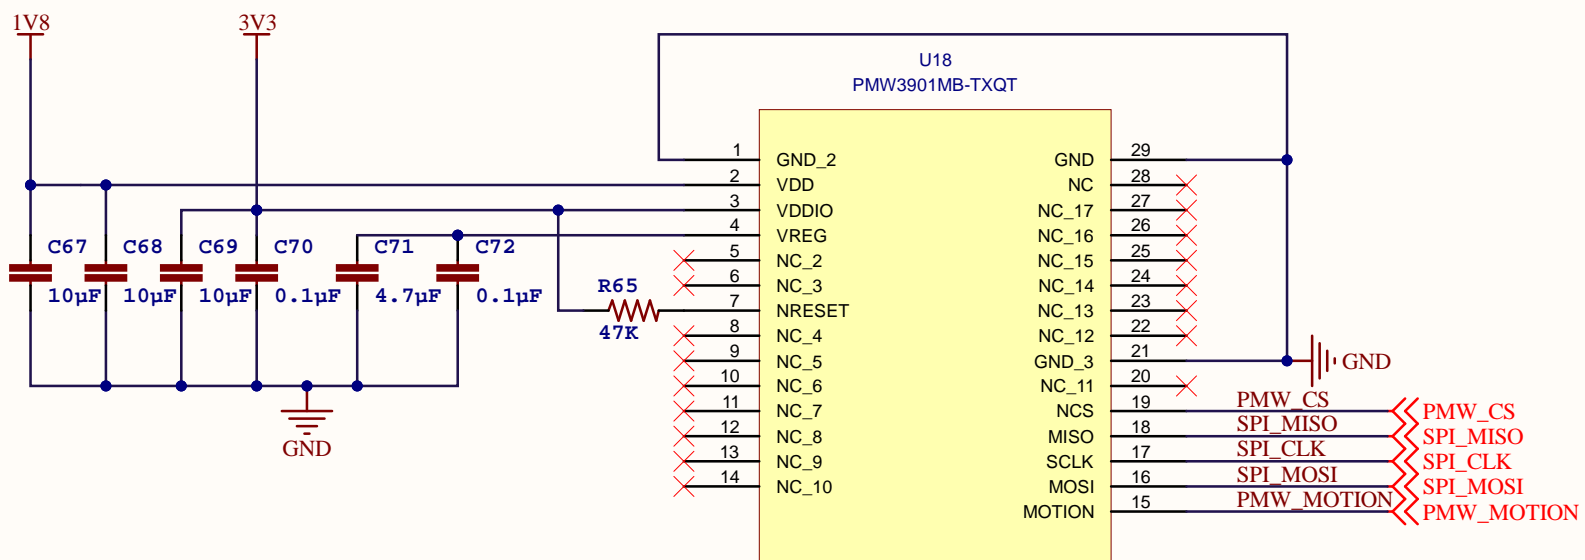 1V8
3V3
U18
PMW3901MB-TXQT
1 GND_2 GND 29
2 VDD NC 28
3 VDDIO NC_17 27
4 VREG NC_16 26
C67 C68 C69 C70 C71 C72
5 NC_2 NC_15 25
6 NC_3 NC_14 24
10µF 10µF 10µF 0.1µF 4.7µF 0.1µF
R65
7 NRESET NC_13 23
47K
8 NC_4 NC_12 22
9 NC_5 GND_3 21 GND
10 NC_6 NC_11 20
11 NC_7 NCS 19 PMW_CS PMW_CS
12 NC_8 MISO 18 SPI_MISO SPI_MISO
GND
13 NC_9 SCLK 17 SPI_CLK SPI_CLK
14 NC_10 MOSI 16 SPI_MOSI SPI_MOSI
MOTION 15 PMW_MOTION PMW_MOTION